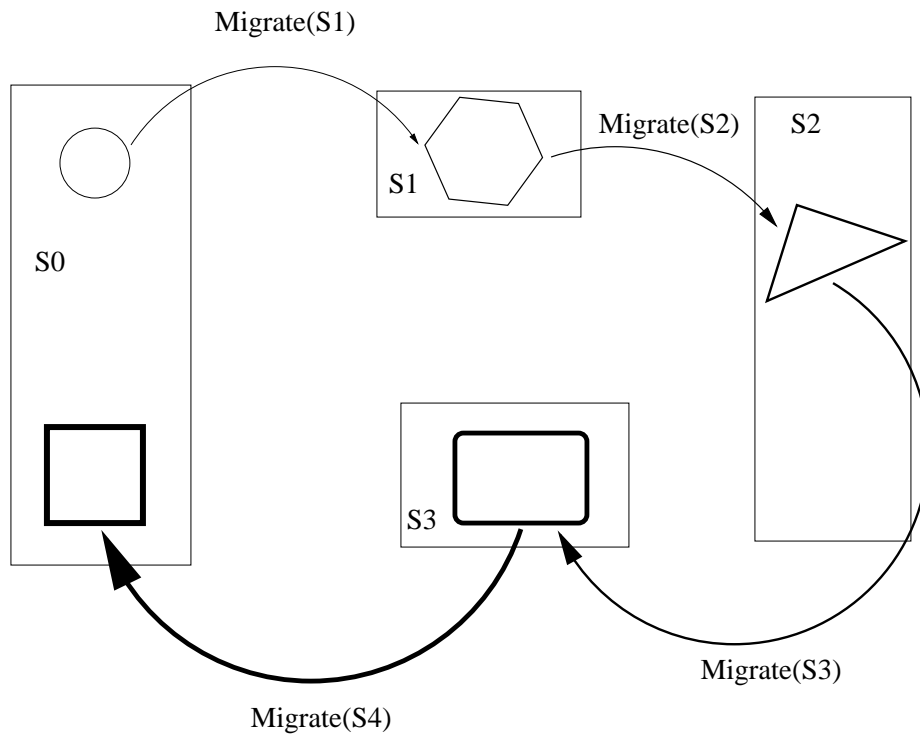 Migrate(S1)
Migrate(S2)
S2
S1
S0
S3
Migrate(S3)
Migrate(S4)